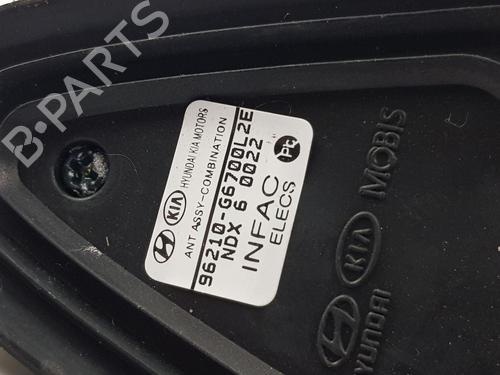 KIA HYUNDAI·KIA MOTORS
ANT ASSY-COMBINATION
96210-G6700L2E
NDX 6 0022
INFAC
ELECS
HYUNDAI KIA MOBIS
B-PARTS